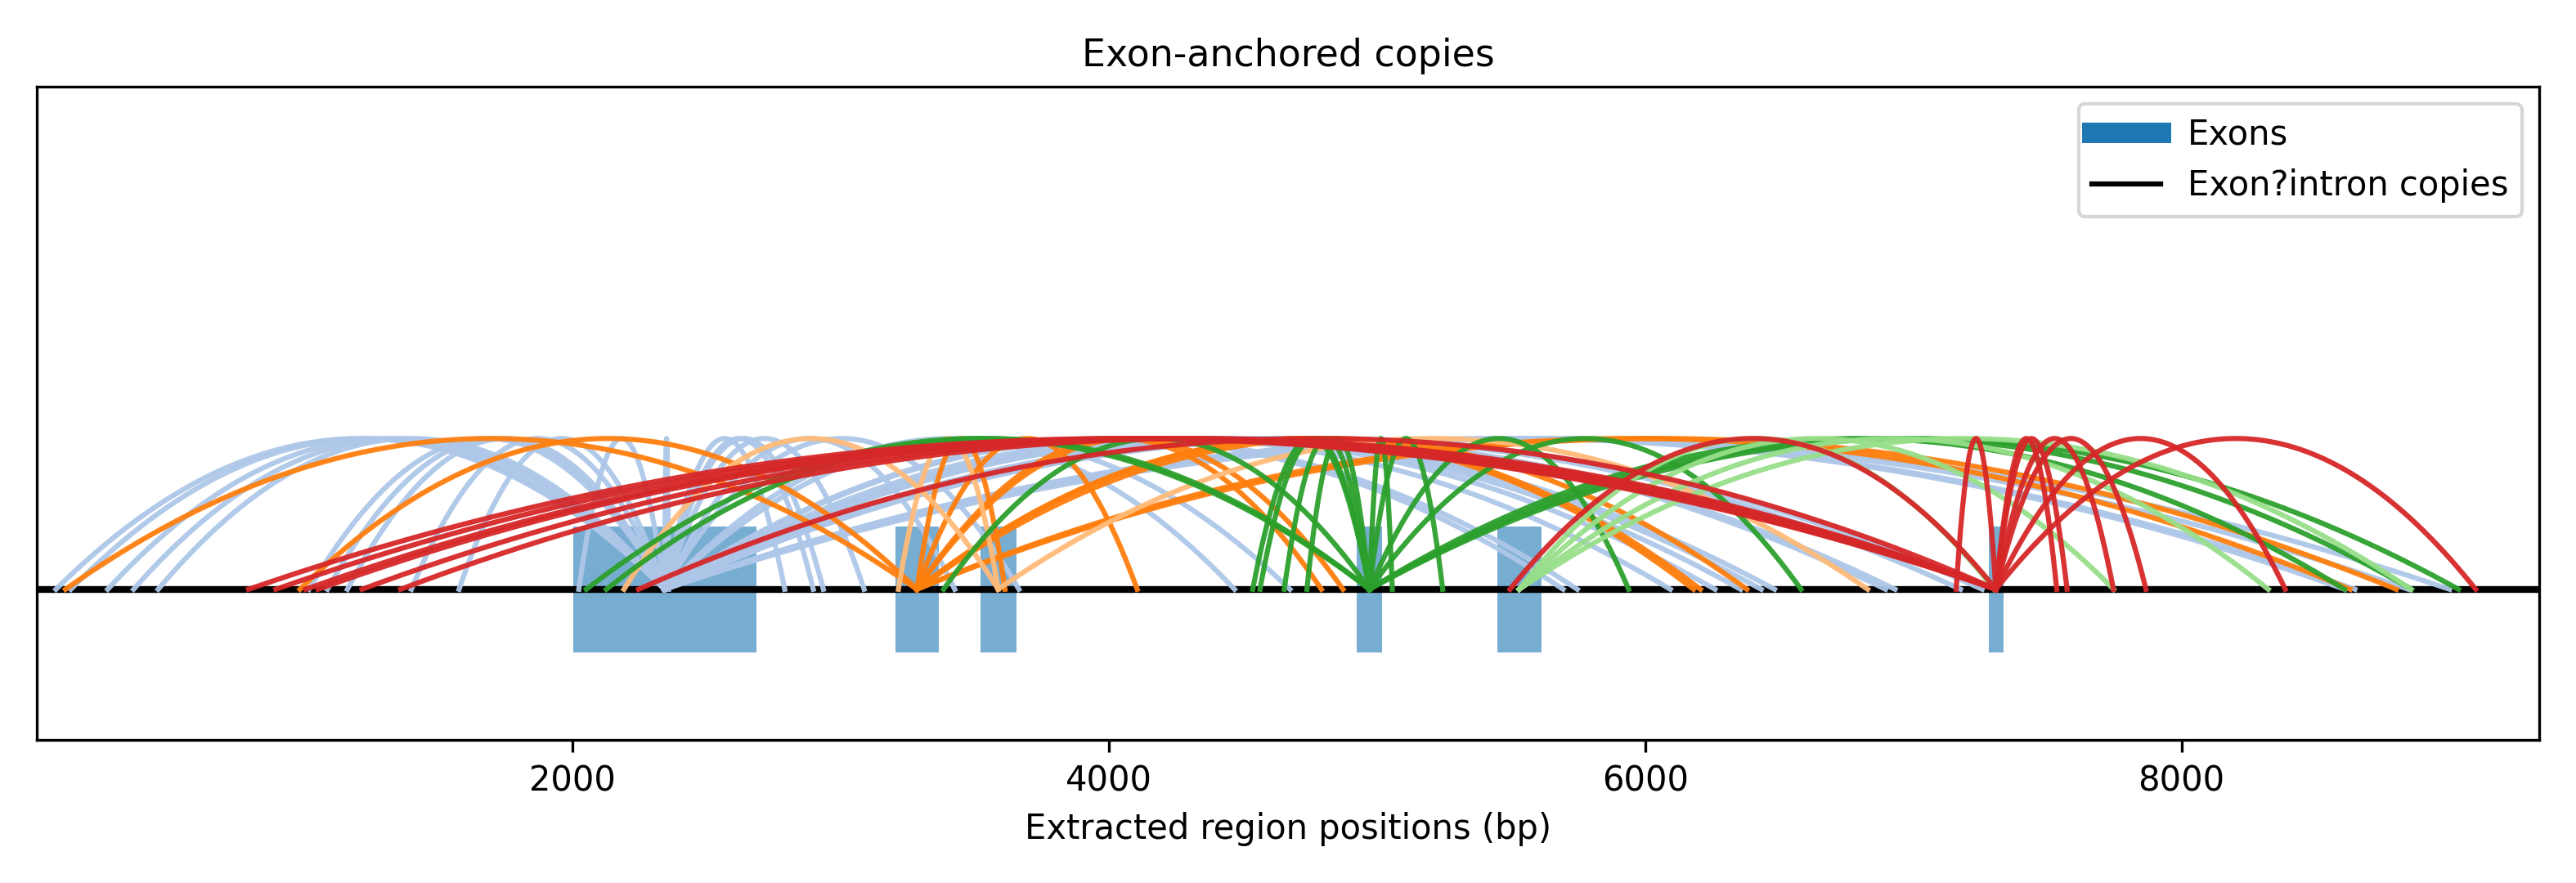 Exon-anchored copies
Exons
Exon?intron copies
2000 4000 6000 8000
Extracted region positions (bp)